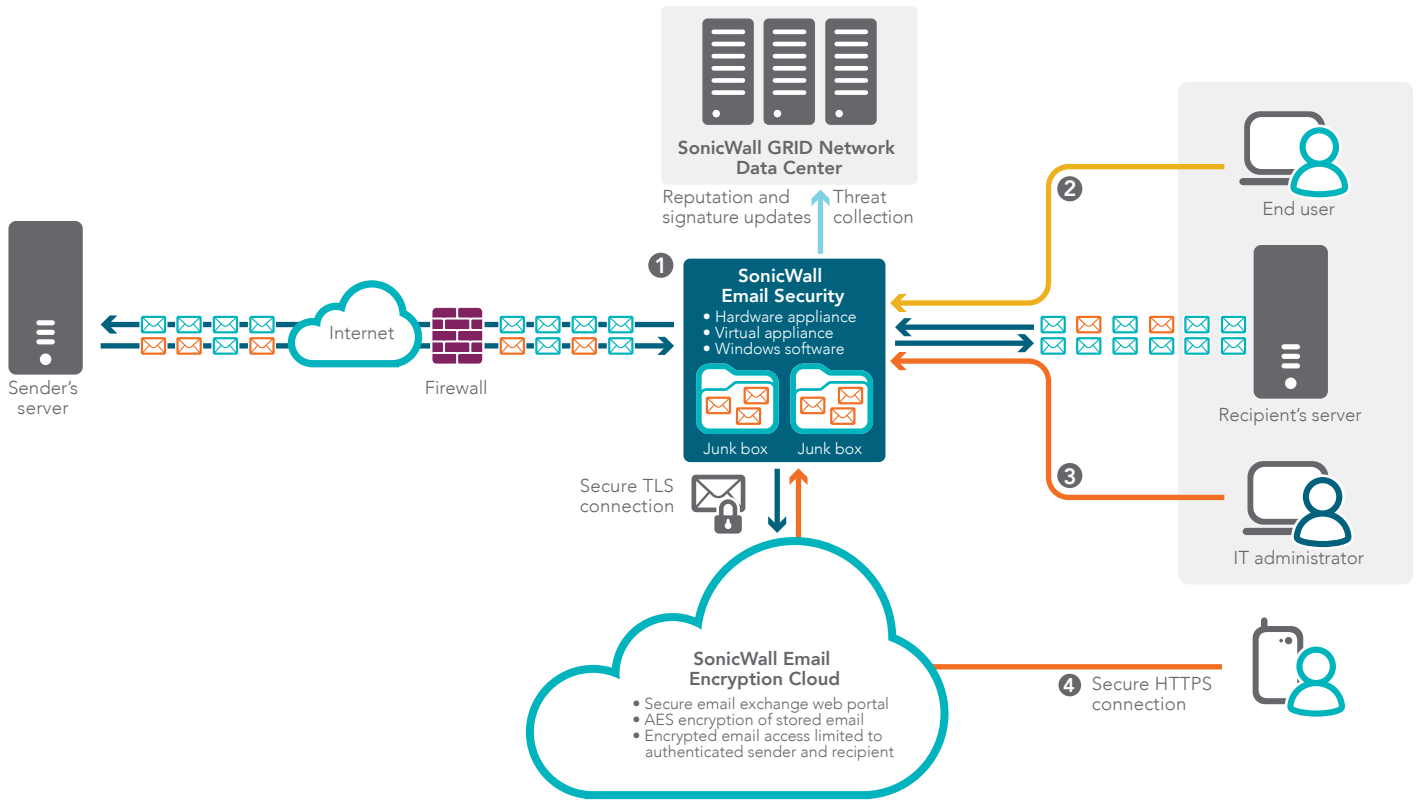 SonicWall GRID Network
Data Center
Reputation and
signature updates
Threat
collection
1
SonicWall
Email Security
• Hardware appliance
• Virtual appliance
• Windows software
Junk box
Junk box
Sender's
server
Internet
Firewall
2
End user
Recipient's server
3
IT administrator
Secure TLS
connection
SonicWall Email
Encryption Cloud
• Secure email exchange web portal
• AES encryption of stored email
• Encrypted email access limited to
authenticated sender and recipient
4
Secure HTTPS
connection